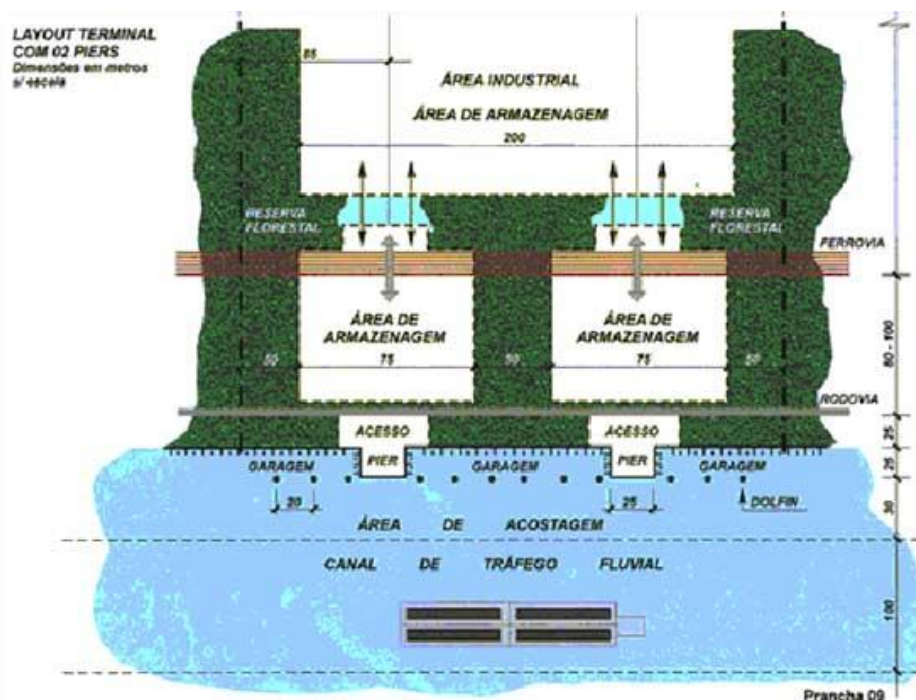 LAYOUT TERMINAL
COM 02 PIERS
Dimensões em metros
s/ escala
85
ÁREA INDUSTRIAL
ÁREA DE ARMAZENAGEM
200
RESERVA
FLORESTAL
RESERVA
FLORESTAL
FERROVIA
ÁREA DE
ARMAZENAGEM
ÁREA DE
ARMAZENAGEM
50
75
50
75
50
80 - 100
RODOVIA
ACESSO
ACESSO
25
GARAGEM
PIER
GARAGEM
PIER
GARAGEM
25
20
25
DOLFIN
30
ÁREA DE ACOSTAGEM
CANAL DE TRÁFEGO FLUVIAL
100
Prancha 09